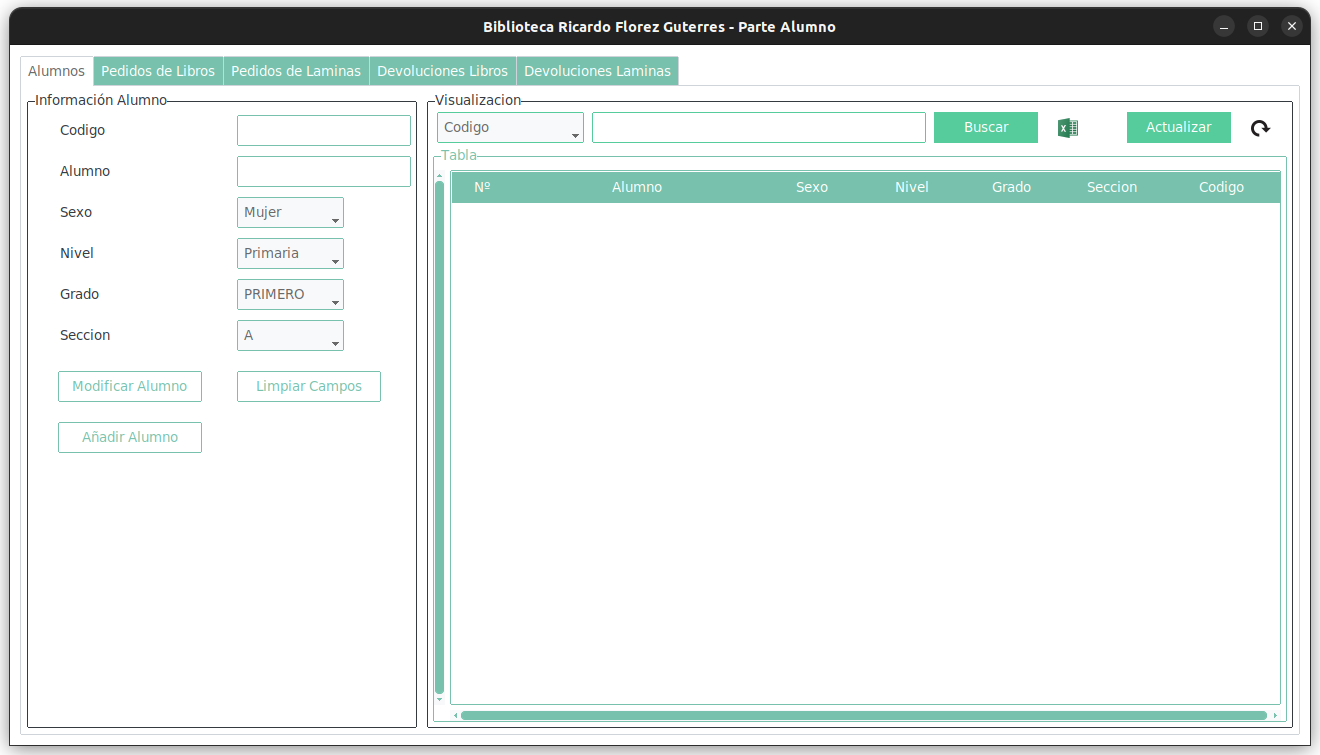 Biblioteca Ricardo Florez Guterres - Parte Alumno
Alumnos Pedidos de Libros Pedidos de Laminas Devoluciones Libros Devoluciones Laminas
Información Alumno
Codigo
Alumno
Sexo Mujer
Nivel Primaria
Grado PRIMERO
Seccion A
Modificar Alumno Limpiar Campos
Añadir Alumno
Visualizacion
Codigo Buscar X Actualizar
Tabla
Nº Alumno Sexo Nivel Grado Seccion Codigo